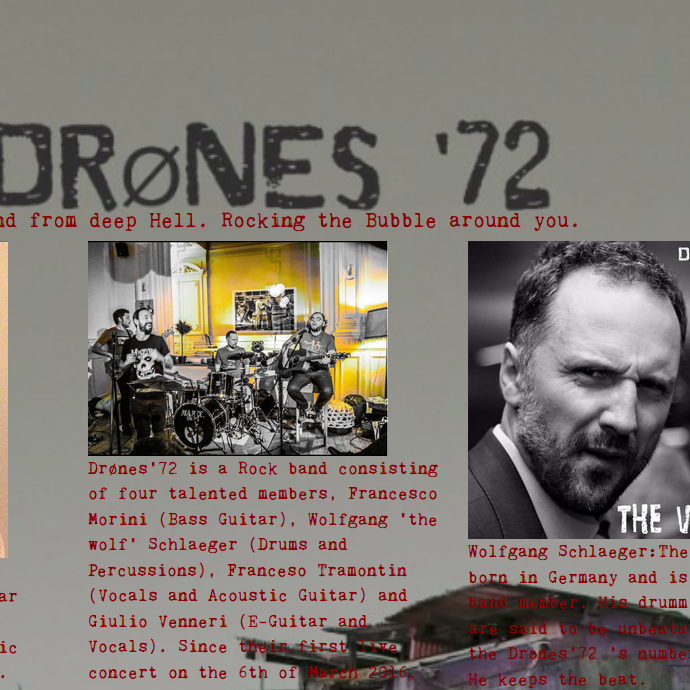 DRøNES '72
nd from deep Hell. Rocking the Bubble around you.
ar
ic
.
Drønes'72 is a Rock band consisting
of four talented members, Francesco
Morini (Bass Guitar), Wolfgang 'the
wolf' Schlaeger (Drums and
Percussions), Franceso Tramontin
(Vocals and Acoustic Guitar) and
Giulio Venneri (E-Guitar and
Vocals). Since their first live
concert on the 6th of March 2016.
D
THE
Wolfgang Schlaeger:The
born in Germany and is
band member. His drumm
are said to be unbeata
the Drønes'72 's numbe
He keeps the beat.